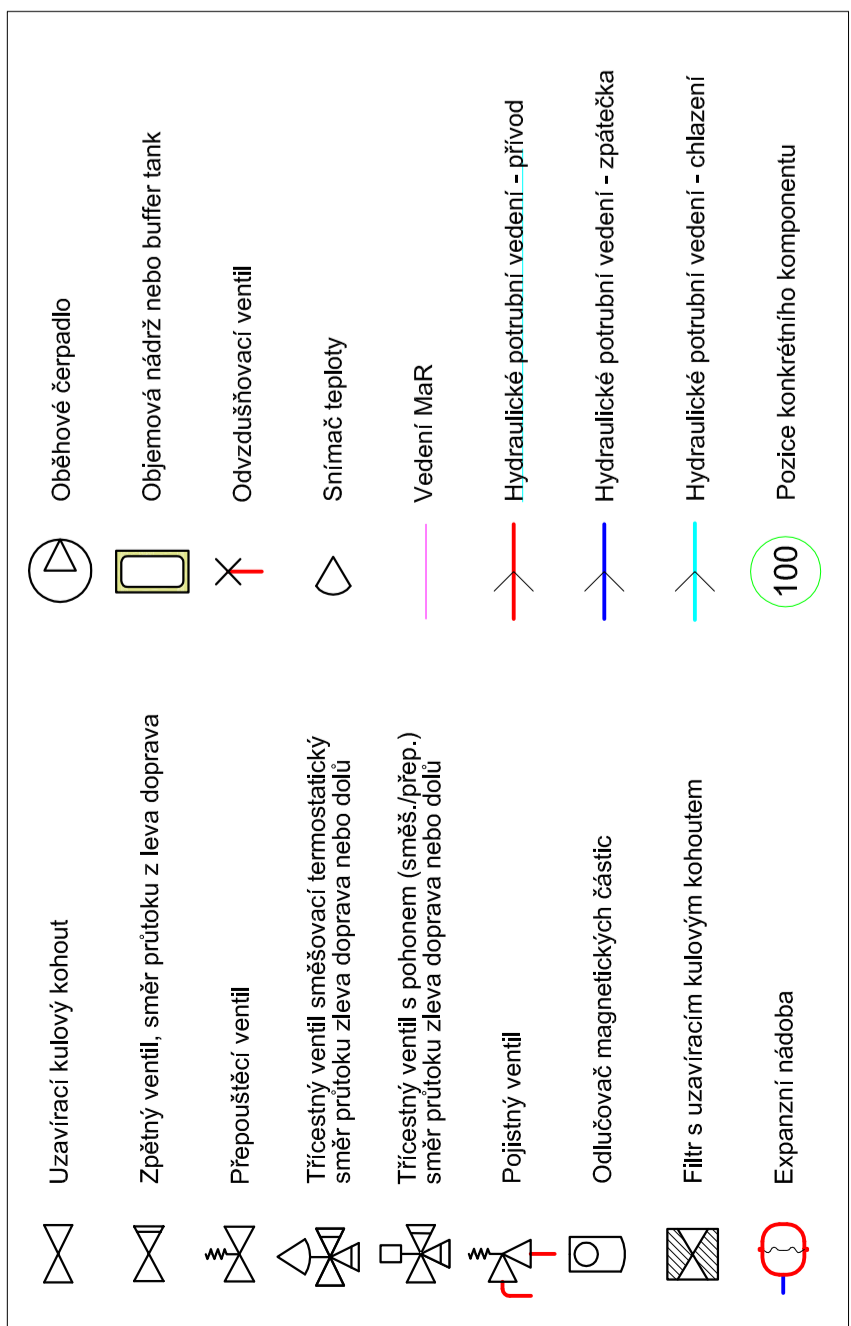 Uzavírací kulový kohout
Zpětný ventil, směr průtoku z leva doprava
Přepouštěcí ventil
Třícestný ventil směšovací termostatický
směr průtoku zleva doprava nebo dolů
Třícestný ventil s pohonem (směš./přep.)
směr průtoku zleva doprava nebo dolů
Pojistný ventil
Odlučovač magnetických částic
Filtr s uzavíracím kulovým kohoutem
Expanzní nádoba
Oběhové čerpadlo
Objemová nádrž nebo buffer tank
Odvzdušňovací ventil
Snímač teploty
Vedení MaR
Hydraulické potrubní vedení - přívod
Hydraulické potrubní vedení - zpátečka
Hydraulické potrubní vedení - chlazení
100 Pozice konkrétního komponentu